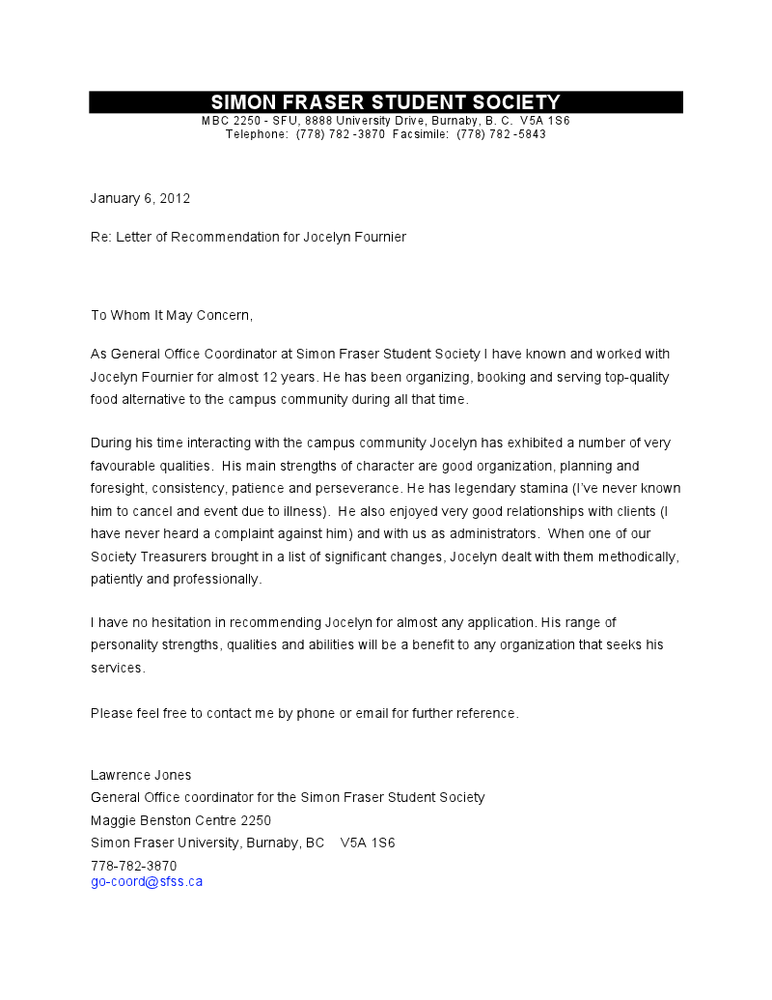 SIMON FRASER STUDENT SOCIETY
MBC 2250 - SFU, 8888 University Drive, Burnaby, B. C.  V5A 1S6
Telephone:  (778) 782 -3870  Facsimile:  (778) 782 -5843
January 6, 2012
Re: Letter of Recommendation for Jocelyn Fournier
To Whom It May Concern,
As General Office Coordinator at Simon Fraser Student Society I have known and worked with
Jocelyn Fournier for almost 12 years. He has been organizing, booking and serving top-quality
food alternative to the campus community during all that time.
During his time interacting with the campus community Jocelyn has exhibited a number of very
favourable qualities.  His main strengths of character are good organization, planning and
foresight, consistency, patience and perseverance. He has legendary stamina (I've never known
him to cancel and event due to illness).  He also enjoyed very good relationships with clients (I
have never heard a complaint against him) and with us as administrators.  When one of our
Society Treasurers brought in a list of significant changes, Jocelyn dealt with them methodically,
patiently and professionally.
I have no hesitation in recommending Jocelyn for almost any application. His range of
personality strengths, qualities and abilities will be a benefit to any organization that seeks his
services.
Please feel free to contact me by phone or email for further reference.
Lawrence Jones
General Office coordinator for the Simon Fraser Student Society
Maggie Benston Centre 2250
Simon Fraser University, Burnaby, BC    V5A 1S6
778-782-3870
go-coord@sfss.ca